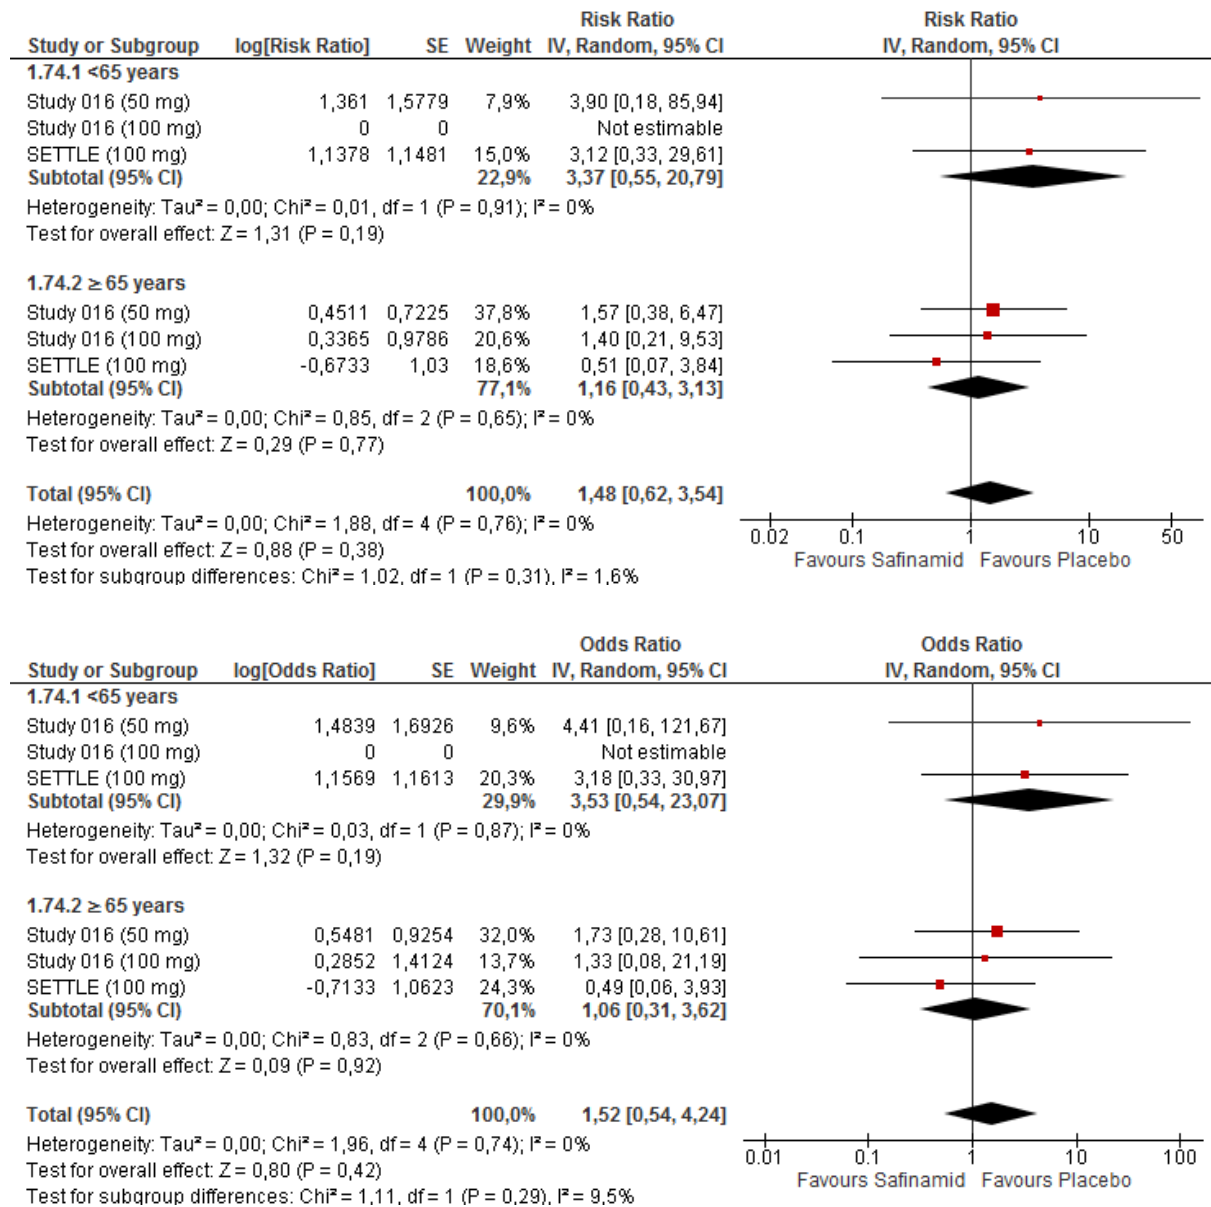 Risk Ratio Risk Ratio
Study or Subgroup log[Risk Ratio] SE Weight IV, Random, 95% CI IV, Random, 95% CI
1.74.1 <65 years
Study 016 (50 mg) 1,361 1,5779 7,9% 3,90 [0,18, 85,94]
Study 016 (100 mg) 0 0 Not estimable
SETTLE (100 mg) 1,1378 1,1481 15,0% 3,12 [0,33, 29,61]
Subtotal (95% CI) 22,9% 3,37 [0,55, 20,79]
Heterogeneity: Tau² = 0,00; Chi² = 0,01, df = 1 (P = 0,91); I² = 0%
Test for overall effect: Z = 1,31 (P = 0,19)
1.74.2 ≥ 65 years
Study 016 (50 mg) 0,4511 0,7225 37,8% 1,57 [0,38, 6,47]
Study 016 (100 mg) 0,3365 0,9786 20,6% 1,40 [0,21, 9,53]
SETTLE (100 mg) -0,6733 1,03 18,6% 0,51 [0,07, 3,84]
Subtotal (95% CI) 77,1% 1,16 [0,43, 3,13]
Heterogeneity: Tau² = 0,00; Chi² = 0,85, df = 2 (P = 0,65); I² = 0%
Test for overall effect: Z = 0,29 (P = 0,77)
Total (95% CI) 100,0% 1,48 [0,62, 3,54]
Heterogeneity: Tau² = 0,00; Chi² = 1,88, df = 4 (P = 0,76); I² = 0%
Test for overall effect: Z = 0,88 (P = 0,38)
Test for subgroup differences: Chi² = 1,02, df = 1 (P = 0,31), I² = 1,6%
0.02 0.1 1 10 50
Favours Safinamid Favours Placebo
Odds Ratio Odds Ratio
Study or Subgroup log[Odds Ratio] SE Weight IV, Random, 95% CI IV, Random, 95% CI
1.74.1 <65 years
Study 016 (50 mg) 1,4839 1,6926 9,6% 4,41 [0,16, 121,67]
Study 016 (100 mg) 0 0 Not estimable
SETTLE (100 mg) 1,1569 1,1613 20,3% 3,18 [0,33, 30,97]
Subtotal (95% CI) 29,9% 3,53 [0,54, 23,07]
Heterogeneity: Tau² = 0,00; Chi² = 0,03, df = 1 (P = 0,87); I² = 0%
Test for overall effect: Z = 1,32 (P = 0,19)
1.74.2 ≥ 65 years
Study 016 (50 mg) 0,5481 0,9254 32,0% 1,73 [0,28, 10,61]
Study 016 (100 mg) 0,2852 1,4124 13,7% 1,33 [0,08, 21,19]
SETTLE (100 mg) -0,7133 1,0623 24,3% 0,49 [0,06, 3,93]
Subtotal (95% CI) 70,1% 1,06 [0,31, 3,62]
Heterogeneity: Tau² = 0,00; Chi² = 0,83, df = 2 (P = 0,66); I² = 0%
Test for overall effect: Z = 0,09 (P = 0,92)
Total (95% CI) 100,0% 1,52 [0,54, 4,24]
Heterogeneity: Tau² = 0,00; Chi² = 1,96, df = 4 (P = 0,74); I² = 0%
Test for overall effect: Z = 0,80 (P = 0,42)
Test for subgroup differences: Chi² = 1,11, df = 1 (P = 0,29), I² = 9,5%
0.01 0.1 1 10 100
Favours Safinamid Favours Placebo